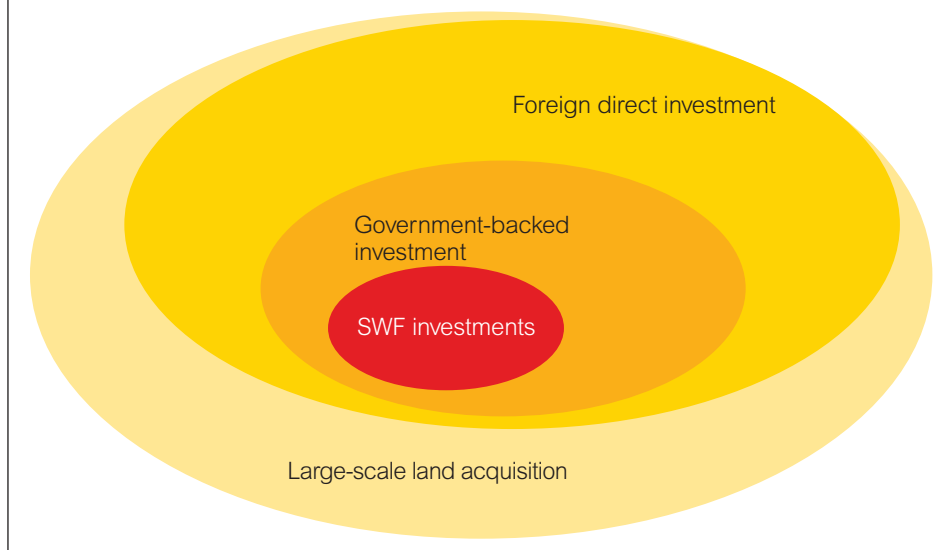 Foreign direct investment
Government-backed
investment
SWF investments
Large-scale land acquisition